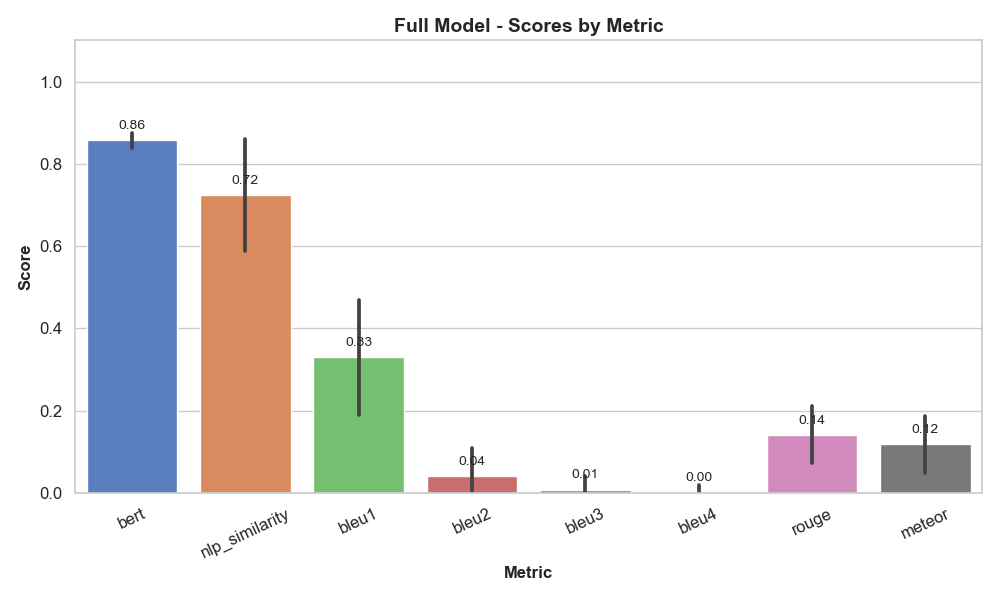 Full Model - Scores by Metric
1.0
0.8
0.6
0.4
0.2
0.0
Score
0.86
0.72
0.33
0.04
0.01
0.00
0.14
0.12
bert
nlp_similarity
bleu1
bleu2
bleu3
bleu4
rouge
meteor
Metric